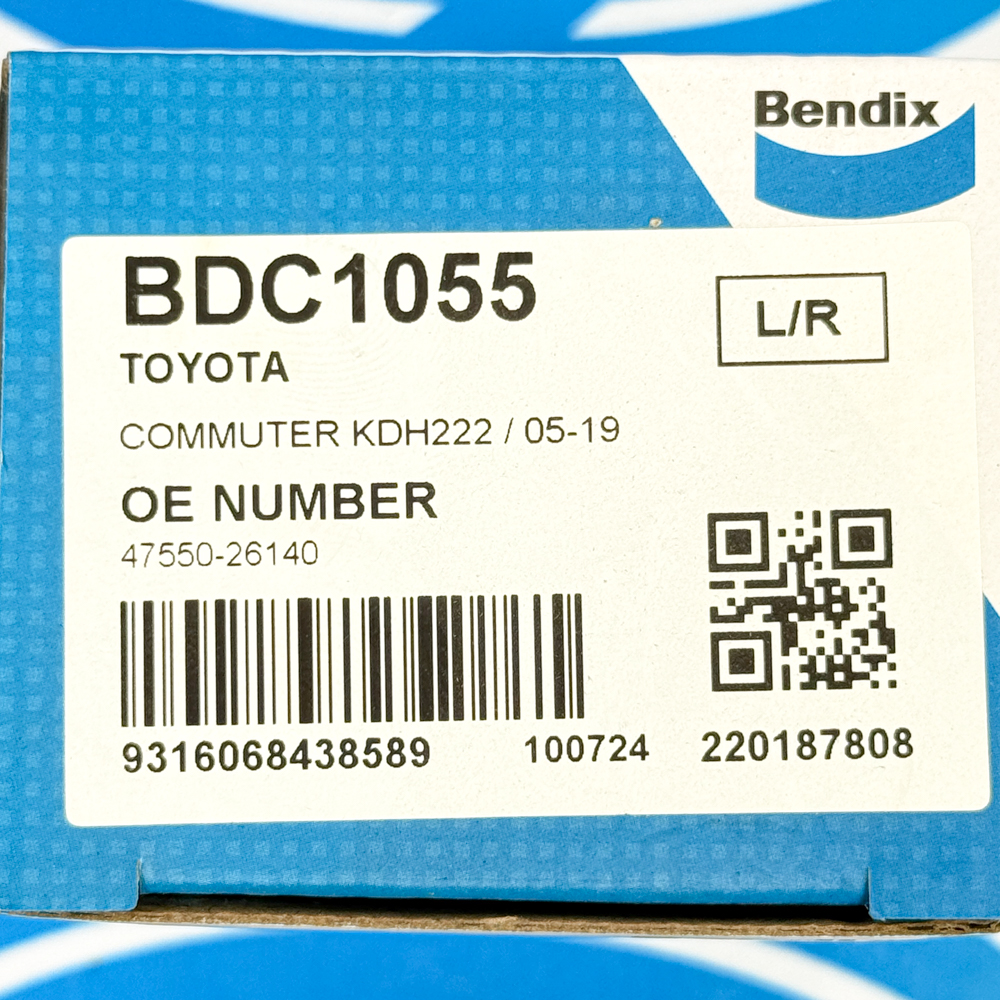 Bendix
BDC1055
L/R
TOYOTA
COMMUTER KDH222 / 05-19
OE NUMBER
47550-26140
9316068438589 100724 220187808